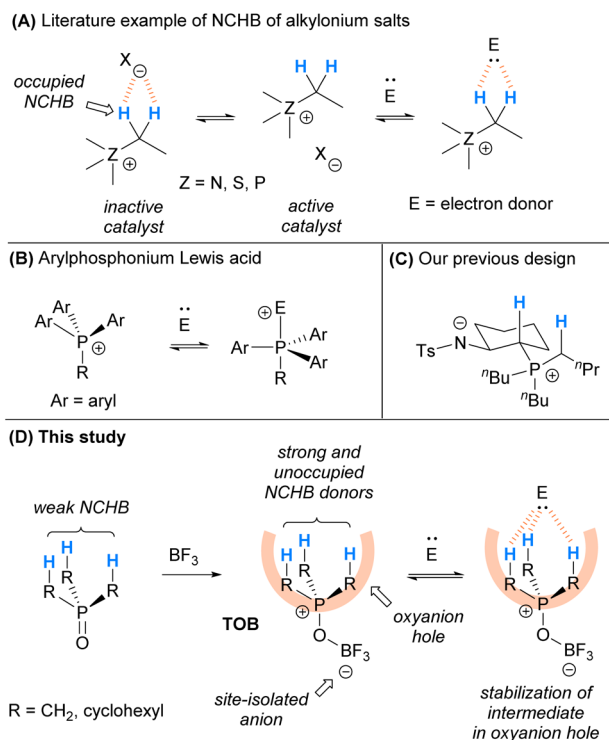 (A) Literature example of NCHB of alkylonium salts
X ⊖
occupied
NCHB
H H
Z ⊕
inactive
catalyst
H H
Z ⊕
X ⊖
Z = N, S, P
active
catalyst
E
E
H H
Z ⊕
E = electron donor
(B) Arylphosphonium Lewis acid
Ar
Ar Ar
P ⊕
R
Ar = aryl
E
⊕ E
Ar P Ar
Ar
R
(C) Our previous design
H
⊖ H
Ts N
P nPr
nBu ⊕
nBu
(D) This study
weak NCHB
H H H
R R R
P
O
R = CH2, cyclohexyl
BF3
strong and
unoccupied
NCHB donors
H H H
R R R
TOB
P
⊕
O
BF3
⊖
oxyanion
hole
site-isolated
anion
E
E
H H H
R R R
P
⊕
O
BF3
⊖
stabilization of
intermediate
in oxyanion hole